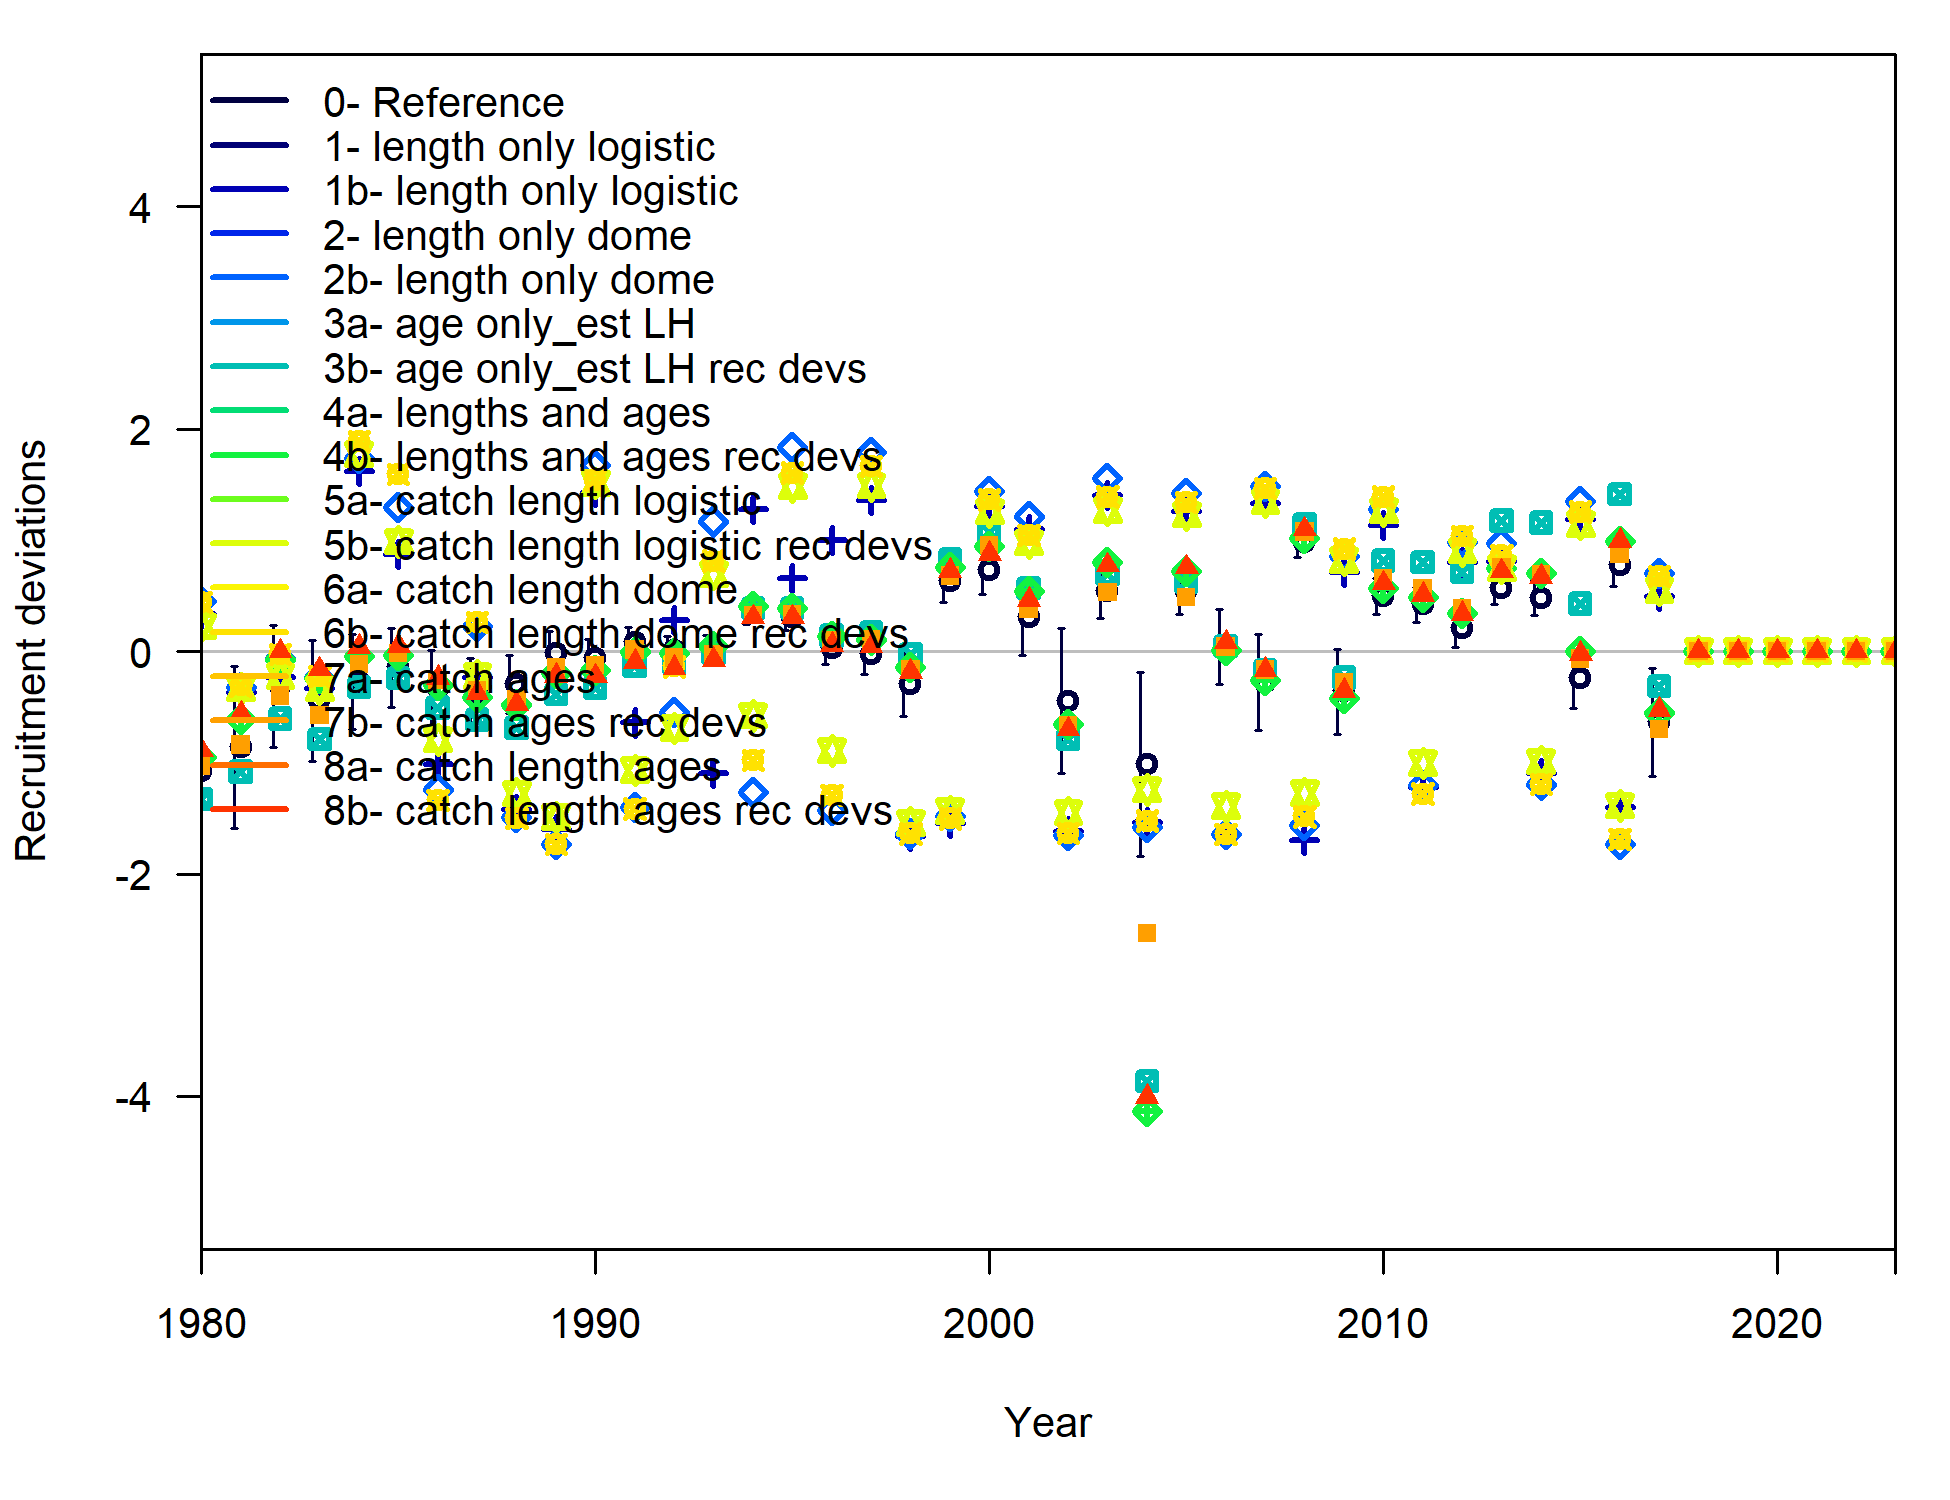 0- Reference
1- length only logistic
1b- length only logistic
2- length only dome
2b- length only dome
3a- age only_est LH
3b- age only_est LH rec devs
4a- lengths and ages
4b- lengths and ages rec devs
5a- catch length logistic
5b- catch length logistic rec devs
6a- catch length dome
6b- catch length dome rec devs
7a- catch ages
7b- catch ages rec devs
8a- catch length ages
8b- catch length ages rec devs
Recruitment deviations
4
2
0
-2
-4
1980 1990 2000 2010 2020
Year